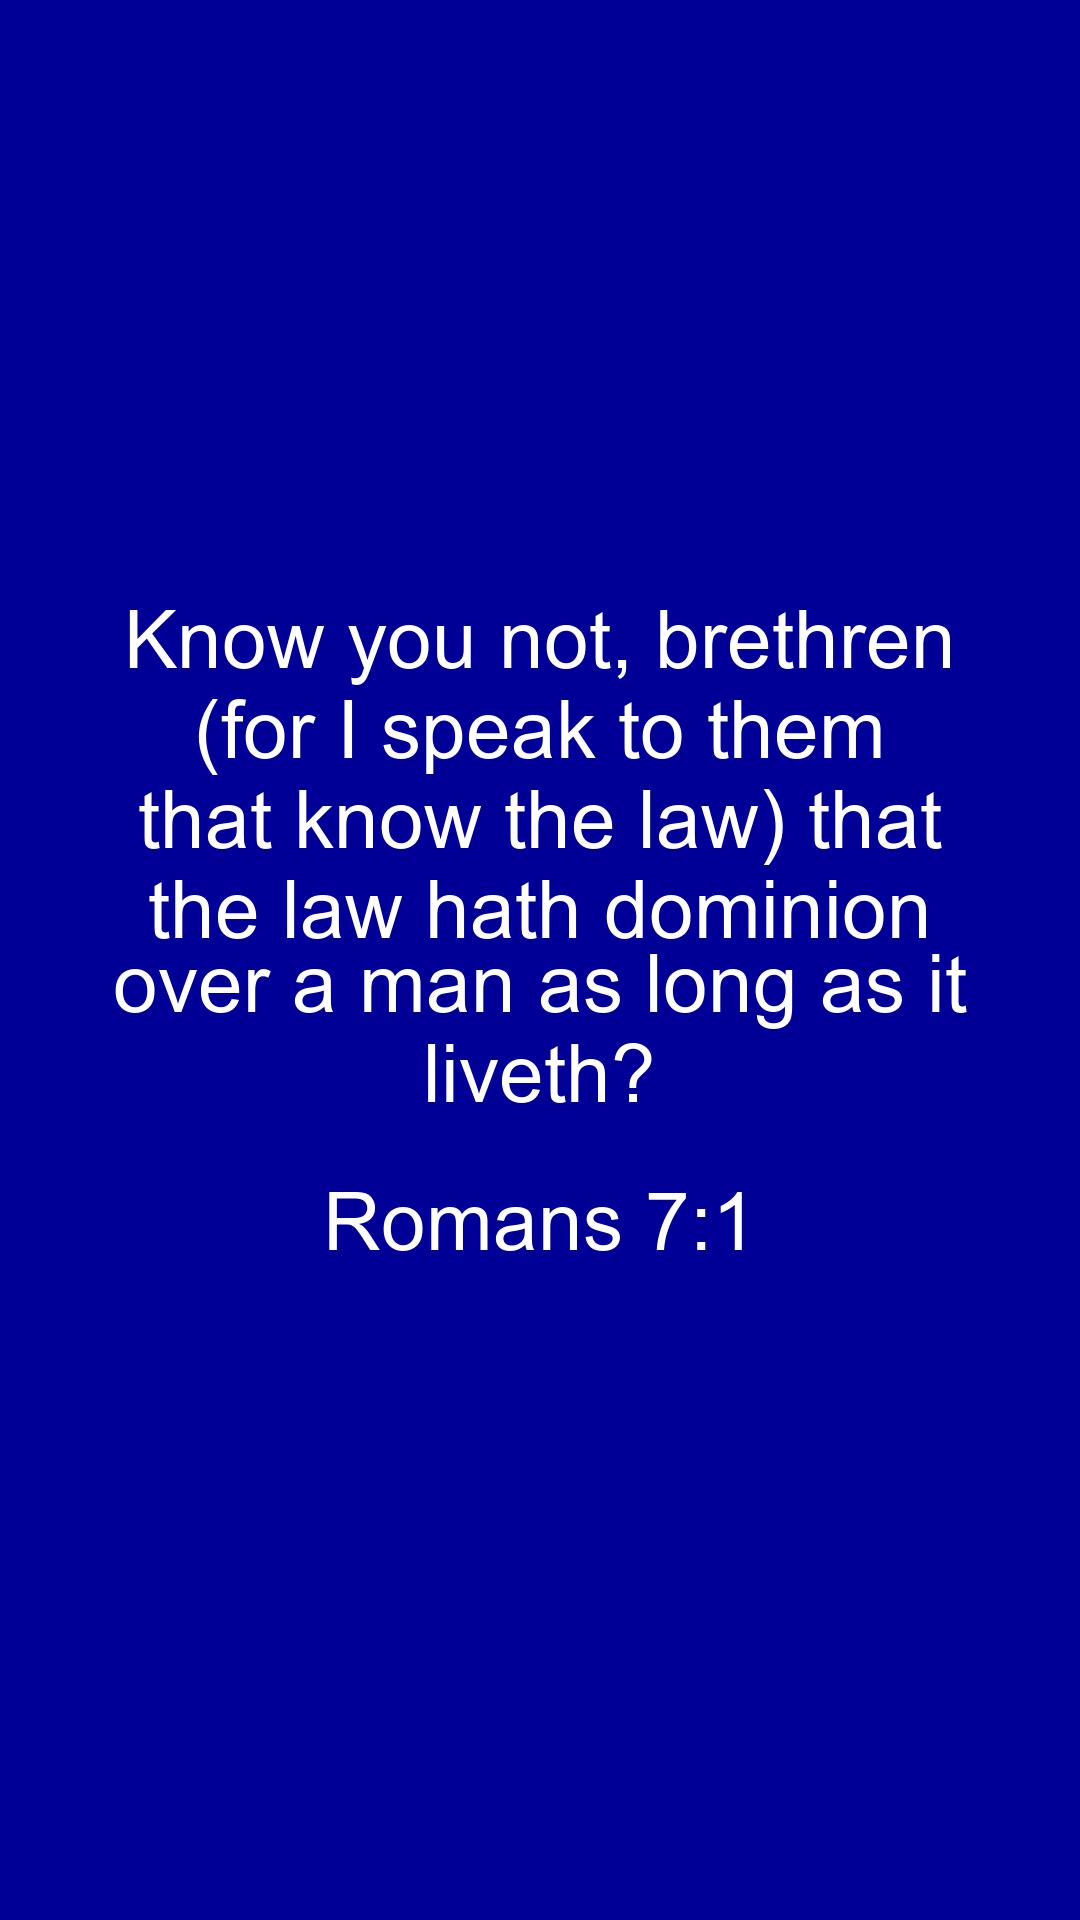 Know you not, brethren
(for I speak to them
that know the law) that
the law hath dominion
over a man as long as it
liveth?
Romans 7:1